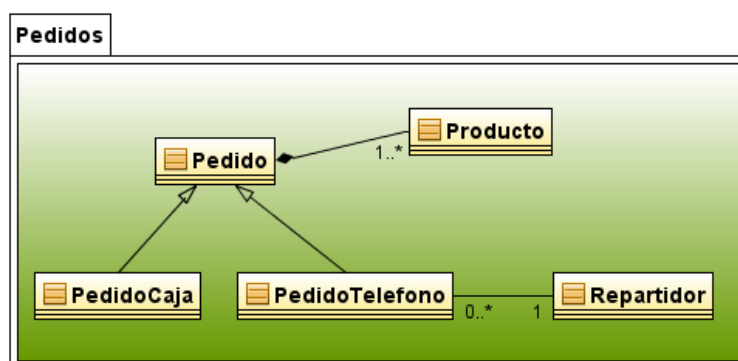 Pedidos
Producto
1..*
Pedido
PedidoCaja
PedidoTelefono
0..*
1
Repartidor